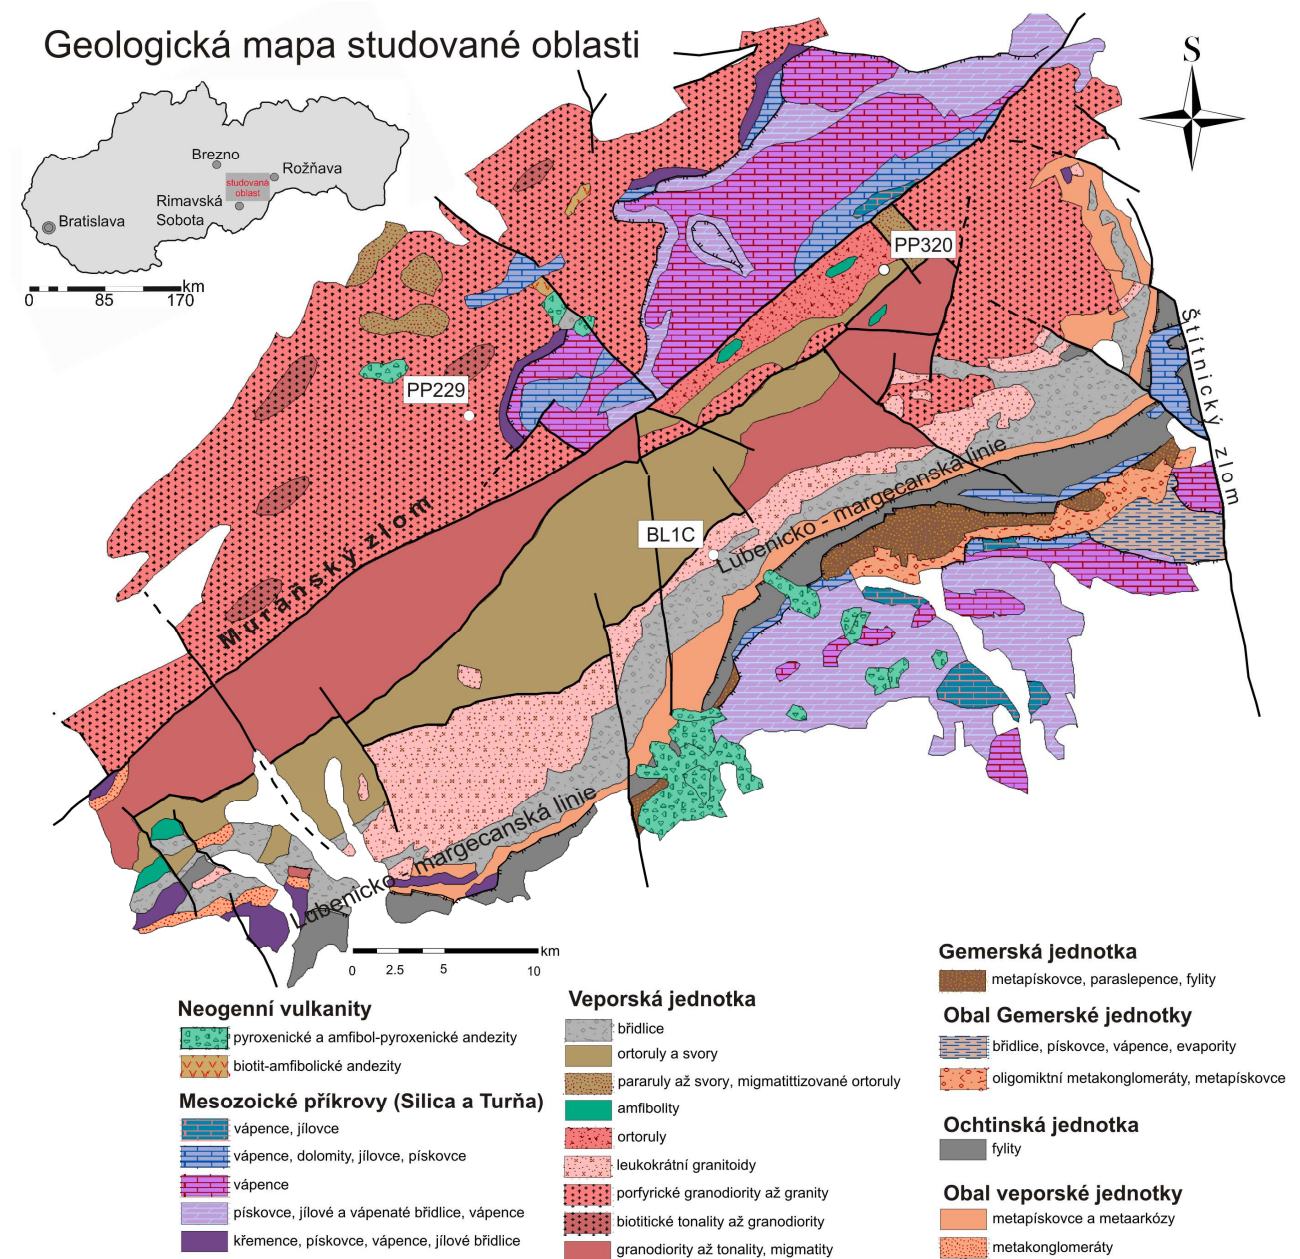 Geologická mapa studované oblasti
S
Brezno
Rožňava
studovaná
oblast
Rimavská
Sobota
Bratislava
km
0 85 170
PP320
Štítnický zlom
PP229
Muráňský zlom
BL1C
Lubenicko - margecanská linie
Lubenicko - margecanská linie
km
0 2.5 5 10
Neogenní vulkanity
pyroxenické a amfibol-pyroxenické andezity
biotit-amfibolické andezity
Mesozoické příkrovy (Silica a Turňa)
vápence, jílovce
vápence, dolomity, jílovce, pískovce
vápence
pískovce, jílové a vápenaté břidlice, vápence
křemence, pískovce, vápence, jílové břidlice
Veporská jednotka
břidlice
ortoruly a svory
pararuly až svory, migmatittizované ortoruly
amfibolity
ortoruly
leukokrátní granitoidy
porfyrické granodiority až granity
biotitické tonality až granodiority
granodiority až tonality, migmatity
Gemerská jednotka
metapískovce, paraslepence, fylity
Obal Gemerské jednotky
břidlice, pískovce, vápence, evapority
oligomiktní metakonglomeráty, metapískovce
Ochtinská jednotka
fylity
Obal veporské jednotky
metapískovce a metaarkózy
metakonglomeráty